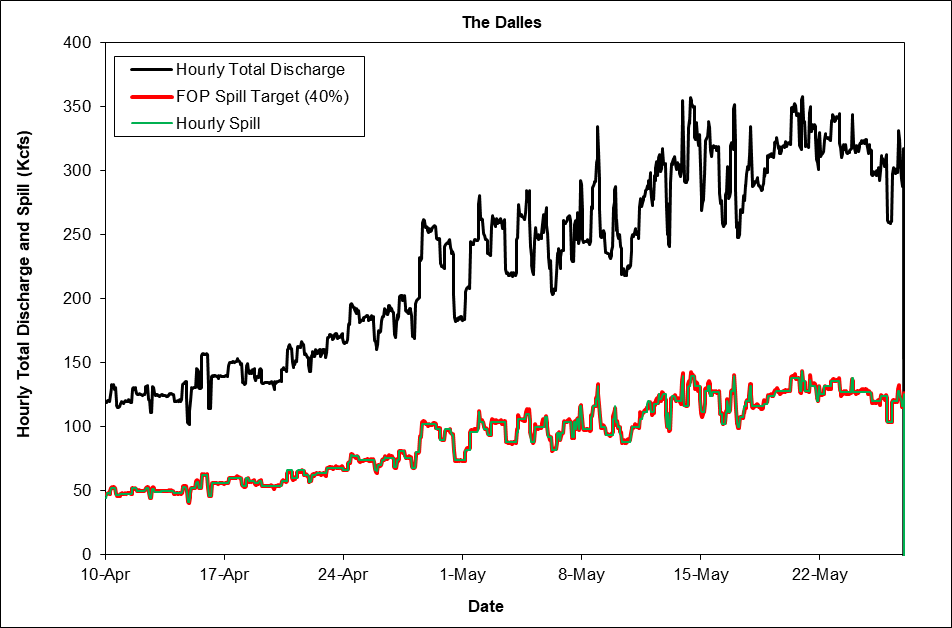 The Dalles
400
350
300
250
200
150
100
50
0
Hourly Total Discharge and Spill (Kcfs)
Hourly Total Discharge
FOP Spill Target (40%)
Hourly Spill
10-Apr 17-Apr 24-Apr 1-May 8-May 15-May 22-May
Date